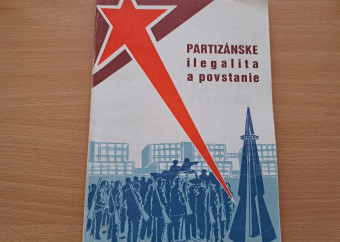 PARTIZÁNSKE
ilegalita
a povstanie